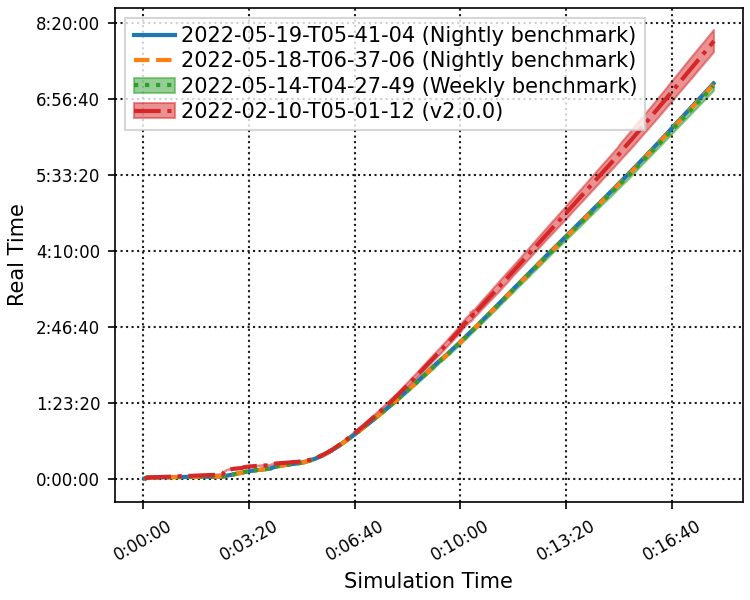 8:20:00
6:56:40
5:33:20
4:10:00
2:46:40
1:23:20
0:00:00
Real Time
2022-05-19-T05-41-04 (Nightly benchmark)
2022-05-18-T06-37-06 (Nightly benchmark)
2022-05-14-T04-27-49 (Weekly benchmark)
2022-02-10-T05-01-12 (v2.0.0)
0:00:00
0:03:20
0:06:40
0:10:00
0:13:20
0:16:40
Simulation Time